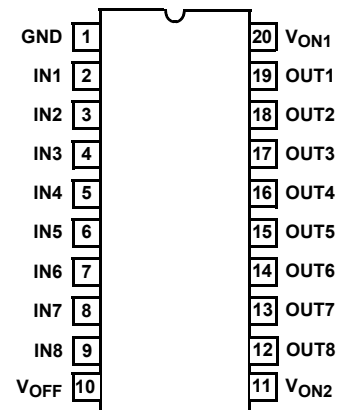 GND 1 20 VON1
IN1 2 19 OUT1
IN2 3 18 OUT2
IN3 4 17 OUT3
IN4 5 16 OUT4
IN5 6 15 OUT5
IN6 7 14 OUT6
IN7 8 13 OUT7
IN8 9 12 OUT8
VOFF 10 11 VON2